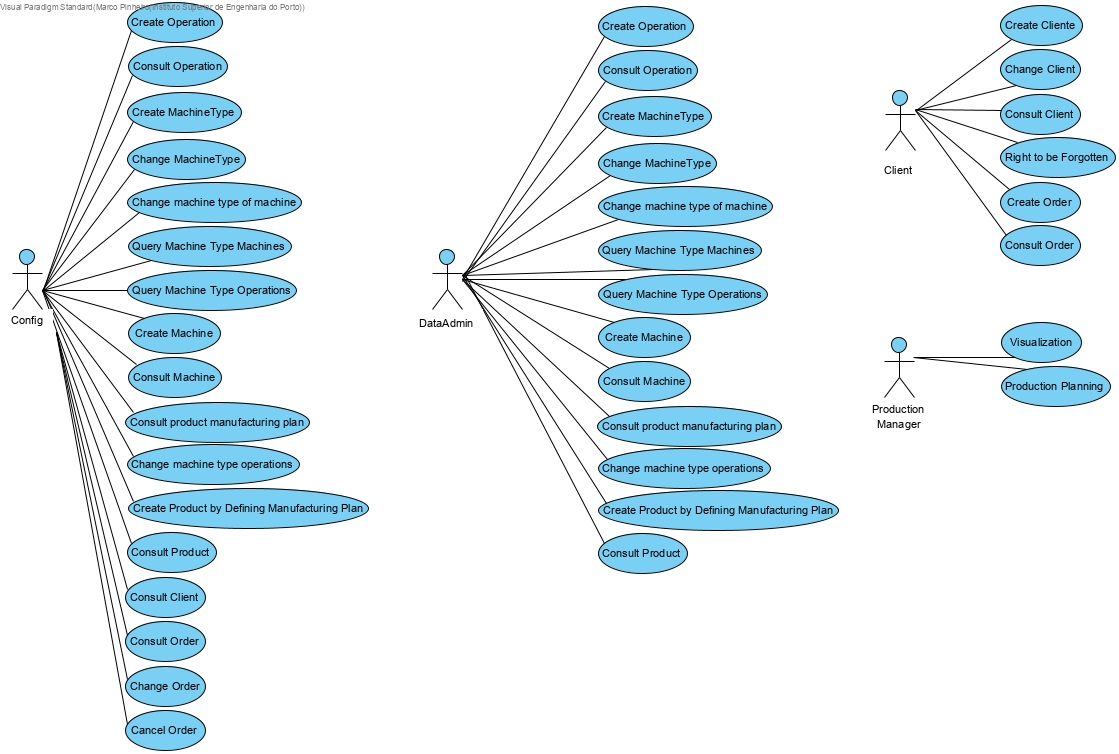 Visual Paradigm Standard(Marco Pinheiro(Instituto Superior de Engenharia do Porto))
Create Operation
Consult Operation
Create MachineType
Change MachineType
Change machine type of machine
Query Machine Type Machines
Query Machine Type Operations
Create Machine
Consult Machine
Consult product manufacturing plan
Change machine type operations
Create Product by Defining Manufacturing Plan
Consult Product
Consult Client
Consult Order
Change Order
Cancel Order
Config
Create Operation
Consult Operation
Create MachineType
Change MachineType
Change machine type of machine
Query Machine Type Machines
Query Machine Type Operations
Create Machine
Consult Machine
Consult product manufacturing plan
Change machine type operations
Create Product by Defining Manufacturing Plan
Consult Product
DataAdmin
Create Cliente
Change Client
Consult Client
Right to be Forgotten
Create Order
Consult Order
Client
Visualization
Production Planning
Production
Manager